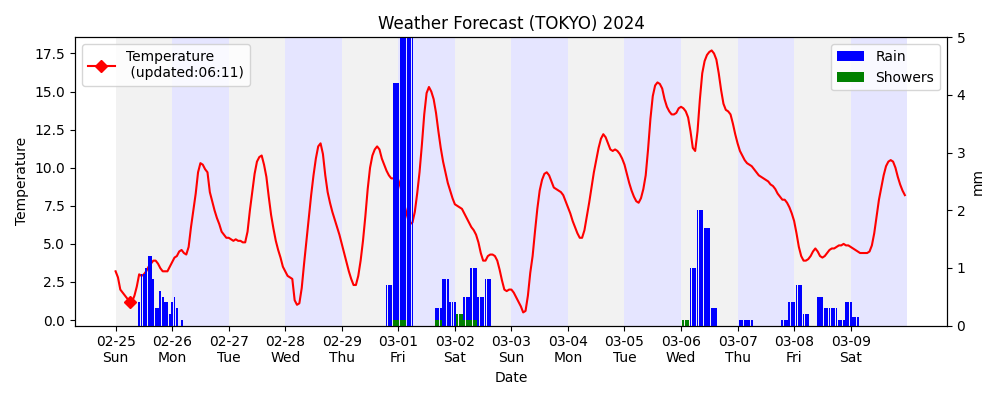 Weather Forecast (TOKYO) 2024
Temperature
(updated:06:11)
Rain
Showers
Temperature
17.5
15.0
12.5
10.0
7.5
5.0
2.5
0.0
5
4
3
2
1
0
mm
02-25 02-26 02-27 02-28 02-29 03-01 03-02 03-03 03-04 03-05 03-06 03-07 03-08 03-09
Sun Mon Tue Wed Thu Fri Sat Sun Mon Tue Wed Thu Fri Sat
Date